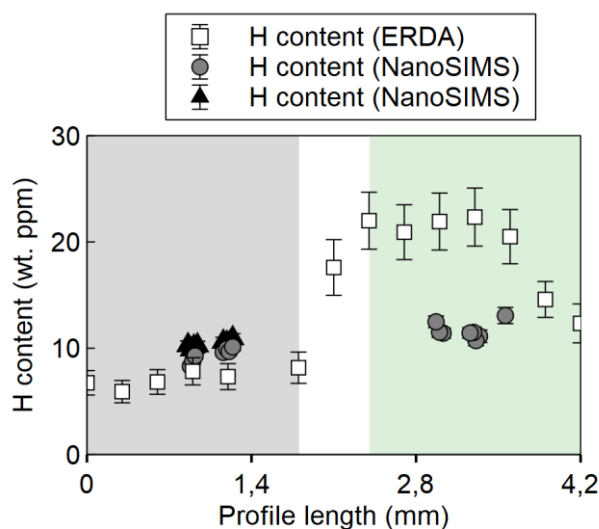 H content (ERDA)
H content (NanoSIMS)
H content (NanoSIMS)
30
20
10
0
H content (wt. ppm)
0
1,4
2,8
4,2
Profile length (mm)